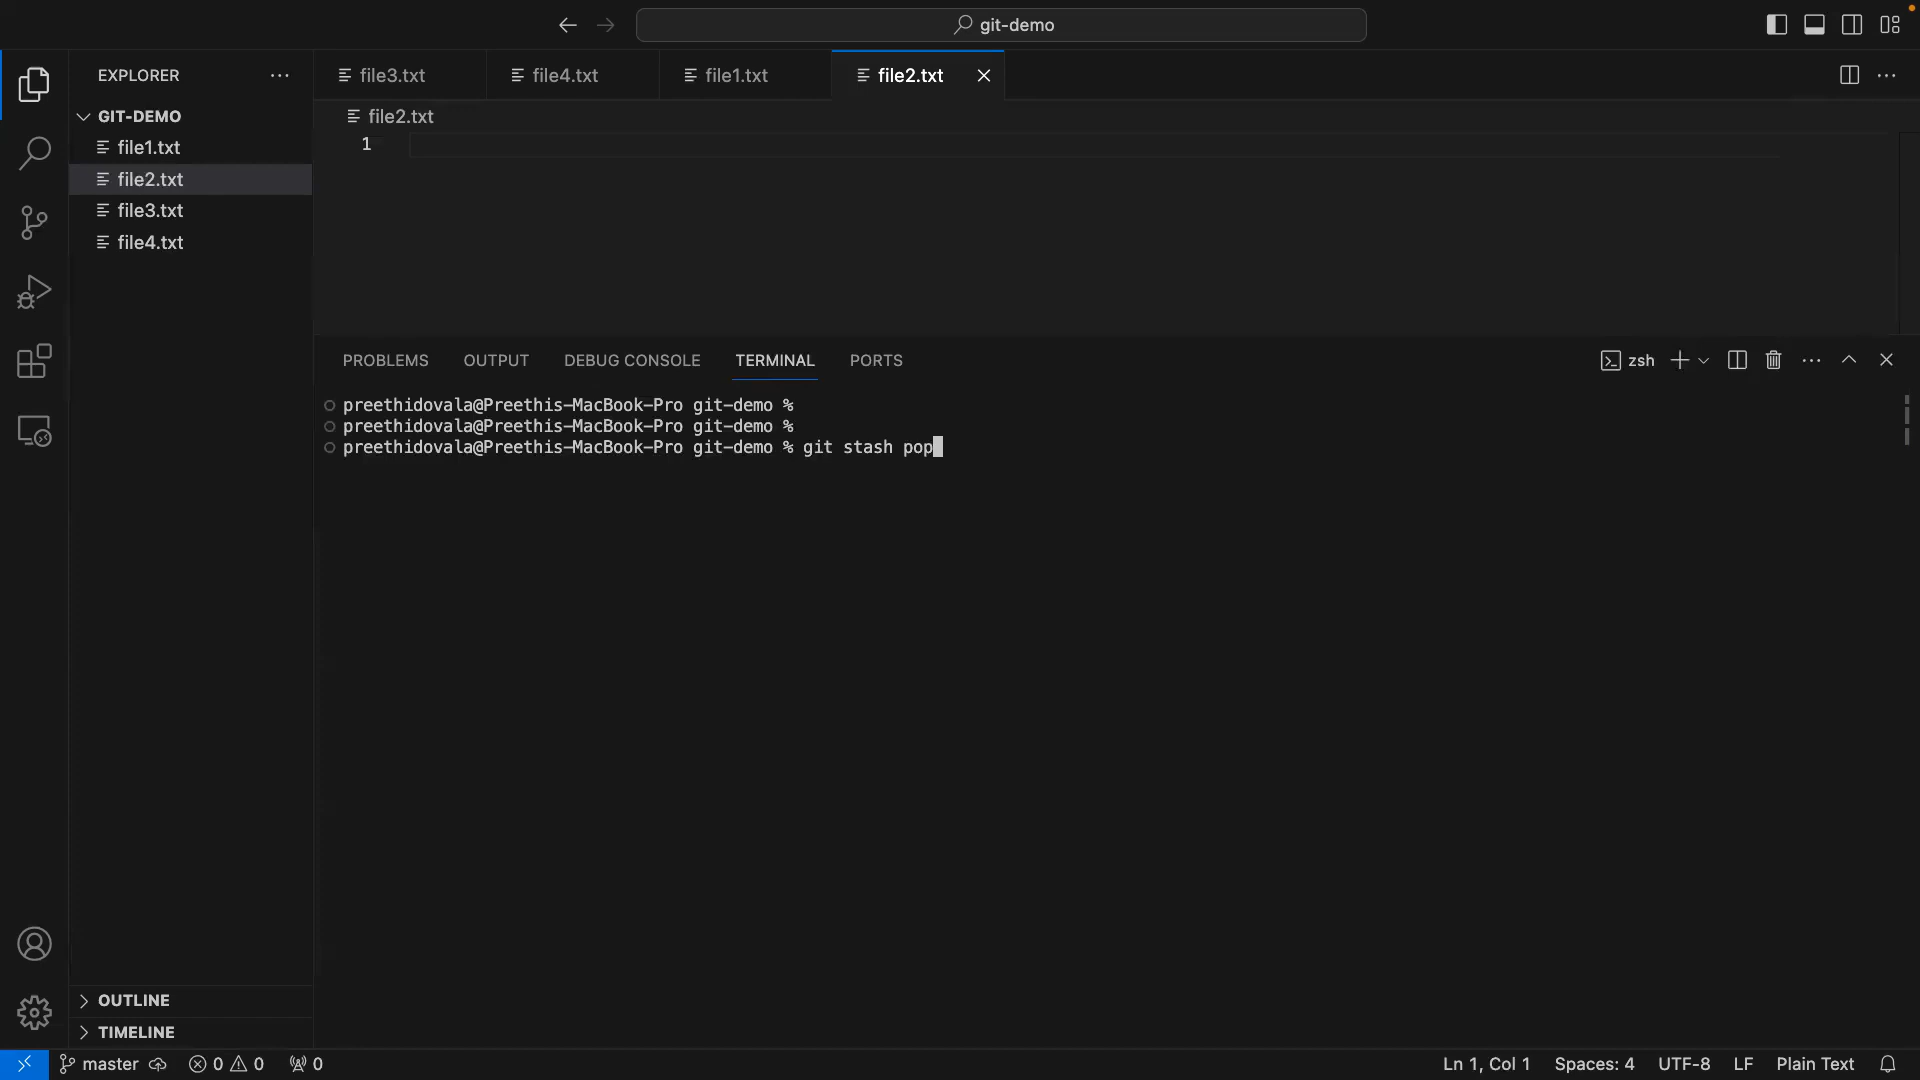 git-demo
EXPLORER
file3.txt
file4.txt
file1.txt
file2.txt
GIT-DEMO
file1.txt
file2.txt
file3.txt
file4.txt
file2.txt
1
PROBLEMS
OUTPUT
DEBUG CONSOLE
TERMINAL
PORTS
zsh
preethidovala@Preethis-MacBook-Pro git-demo %
preethidovala@Preethis-MacBook-Pro git-demo %
preethidovala@Preethis-MacBook-Pro git-demo % git stash pop
OUTLINE
TIMELINE
master
0 0
0
Ln 1, Col 1
Spaces: 4
UTF-8
LF
Plain Text